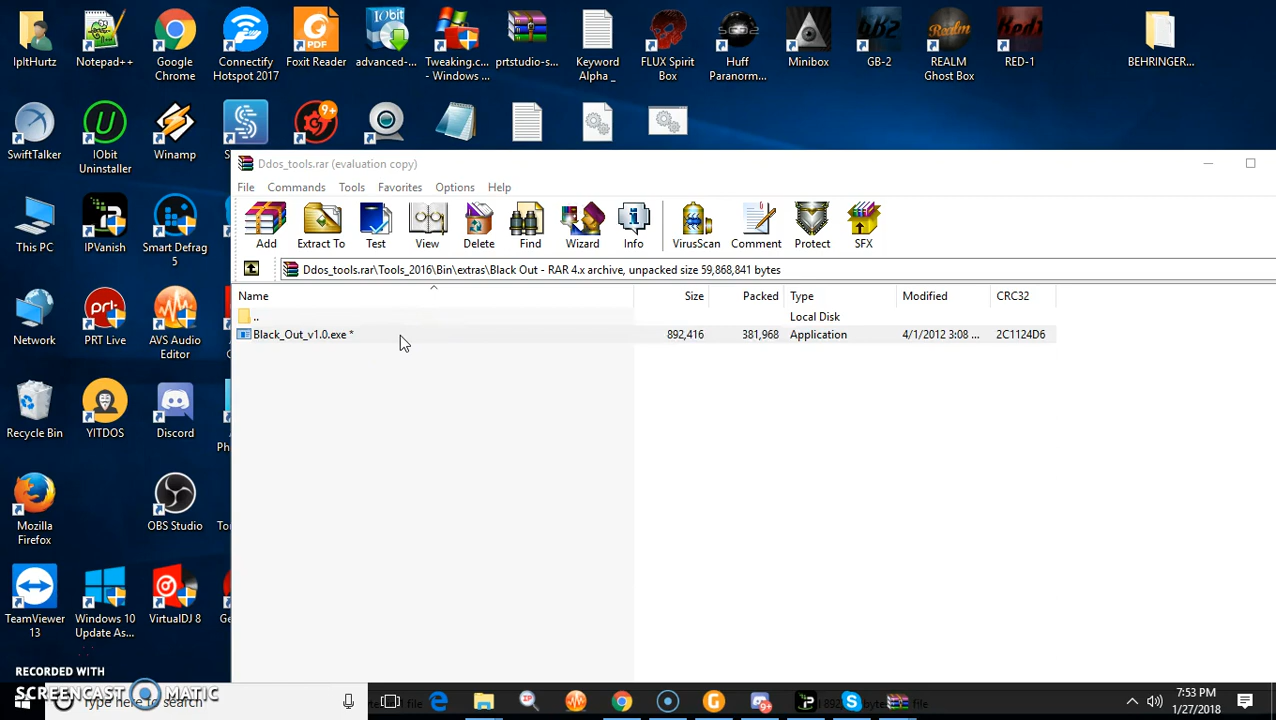 IpItHurtz
Notepad++
Google
Chrome
Connectify
Hotspot 2017
Foxit Reader
advanced-...
Tweaking.c...
- Windows ...
prtstudio-s...
Keyword
Alpha _
FLUX Spirit
Box
Huff
Paranorm...
Minibox
GB-2
REALM
Ghost Box
RED-1
BEHRINGER...
SwiftTalker
IObit
Uninstaller
Winamp
9+
Ddos_tools.rar (evaluation copy)
File Commands Tools Favorites Options Help
Add Extract To Test View Delete Find Wizard Info VirusScan Comment Protect SFX
Ddos_tools.rar\Tools_2016\Bin\extras\Black Out - RAR 4.x archive, unpacked size 59,868,841 bytes
Name Size Packed Type Modified CRC32
.. Local Disk
Black_Out_v1.0.exe * 892,416 381,968 Application 4/1/2012 3:08 ... 2C1124D6
This PC
IPVanish
Smart Defrag
5
Network
PRT Live
AVS Audio
Editor
Recycle Bin
YITDOS
Discord
Mozilla
Firefox
OBS Studio
TeamViewer
13
Windows 10
Update As...
VirtualDJ 8
RECORDED WITH
SCREENCAST MATIC
ype here to search
7:53 PM
1/27/2018